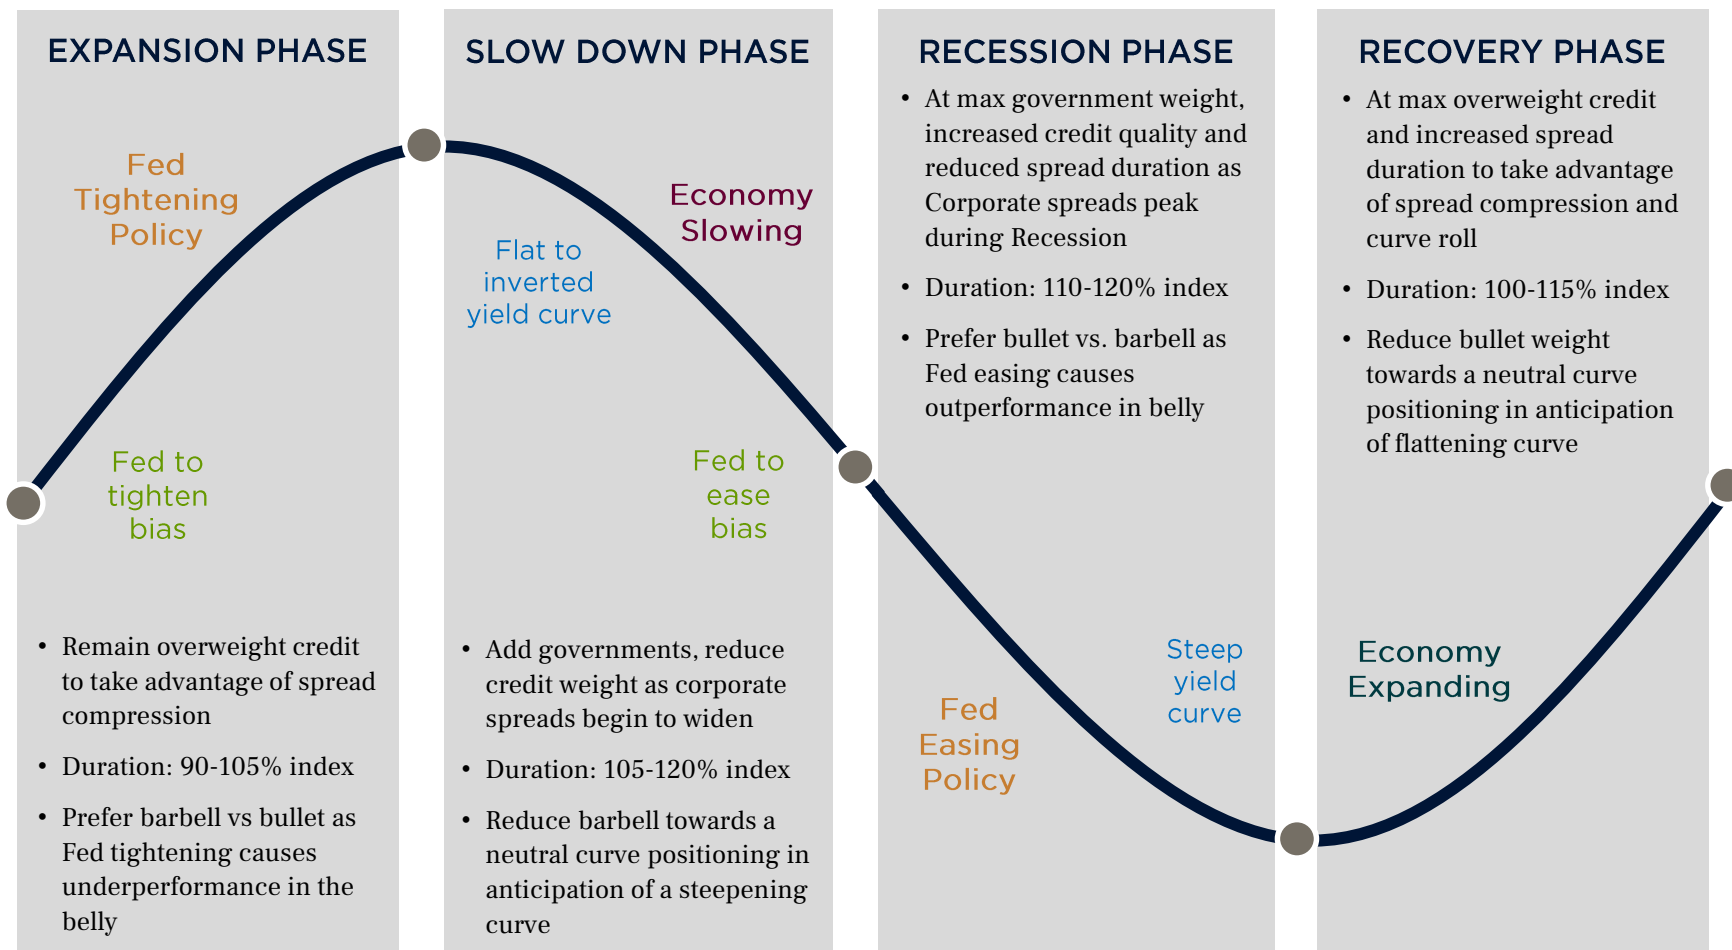 EXPANSION PHASE
Fed
Tightening
Policy
Fed to
tighten
bias
• Remain overweight credit
to take advantage of spread
compression
• Duration: 90-105% index
• Prefer barbell vs bullet as
Fed tightening causes
underperformance in the
belly
SLOW DOWN PHASE
Economy
Slowing
Flat to
inverted
yield curve
Fed to
ease
bias
• Add governments, reduce
credit weight as corporate
spreads begin to widen
• Duration: 105-120% index
• Reduce barbell towards a
neutral curve positioning in
anticipation of a steepening
curve
RECESSION PHASE
• At max government weight,
increased credit quality and
reduced spread duration as
Corporate spreads peak
during Recession
• Duration: 110-120% index
• Prefer bullet vs. barbell as
Fed easing causes
outperformance in belly
Steep
yield
curve
Fed
Easing
Policy
RECOVERY PHASE
• At max overweight credit
and increased spread
duration to take advantage
of spread compression and
curve roll
• Duration: 100-115% index
• Reduce bullet weight
towards a neutral curve
positioning in anticipation
of flattening curve
Economy
Expanding